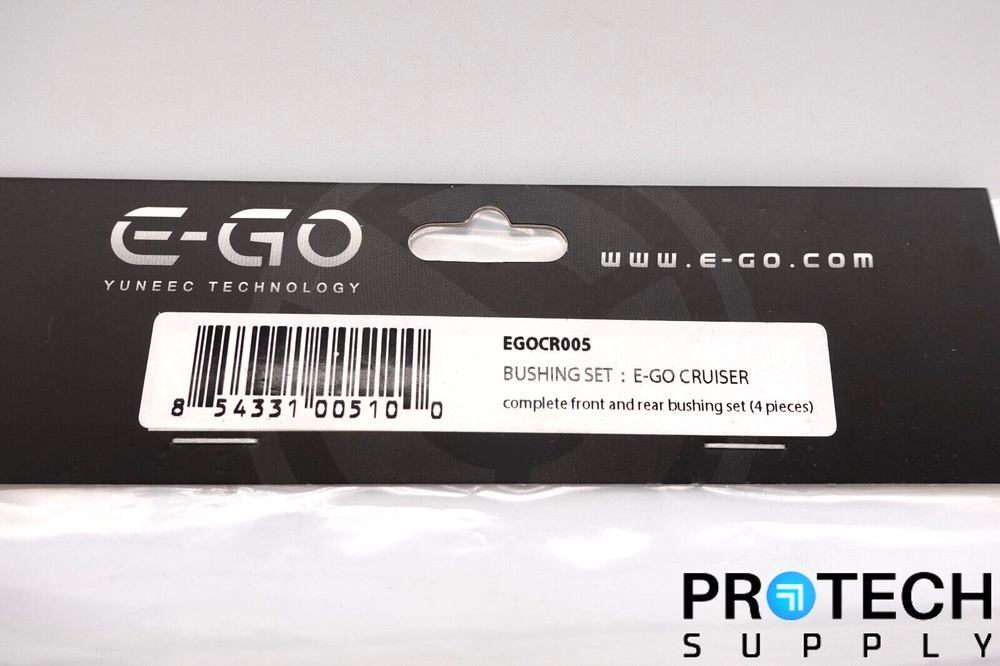 E-GO
YUNEEC TECHNOLOGY
www.E-GO.com
EGOCR005
BUSHING SET : E-GO CRUISER
complete front and rear bushing set (4 pieces)
8 54331 00510 0
PROTECH
SUPPLY